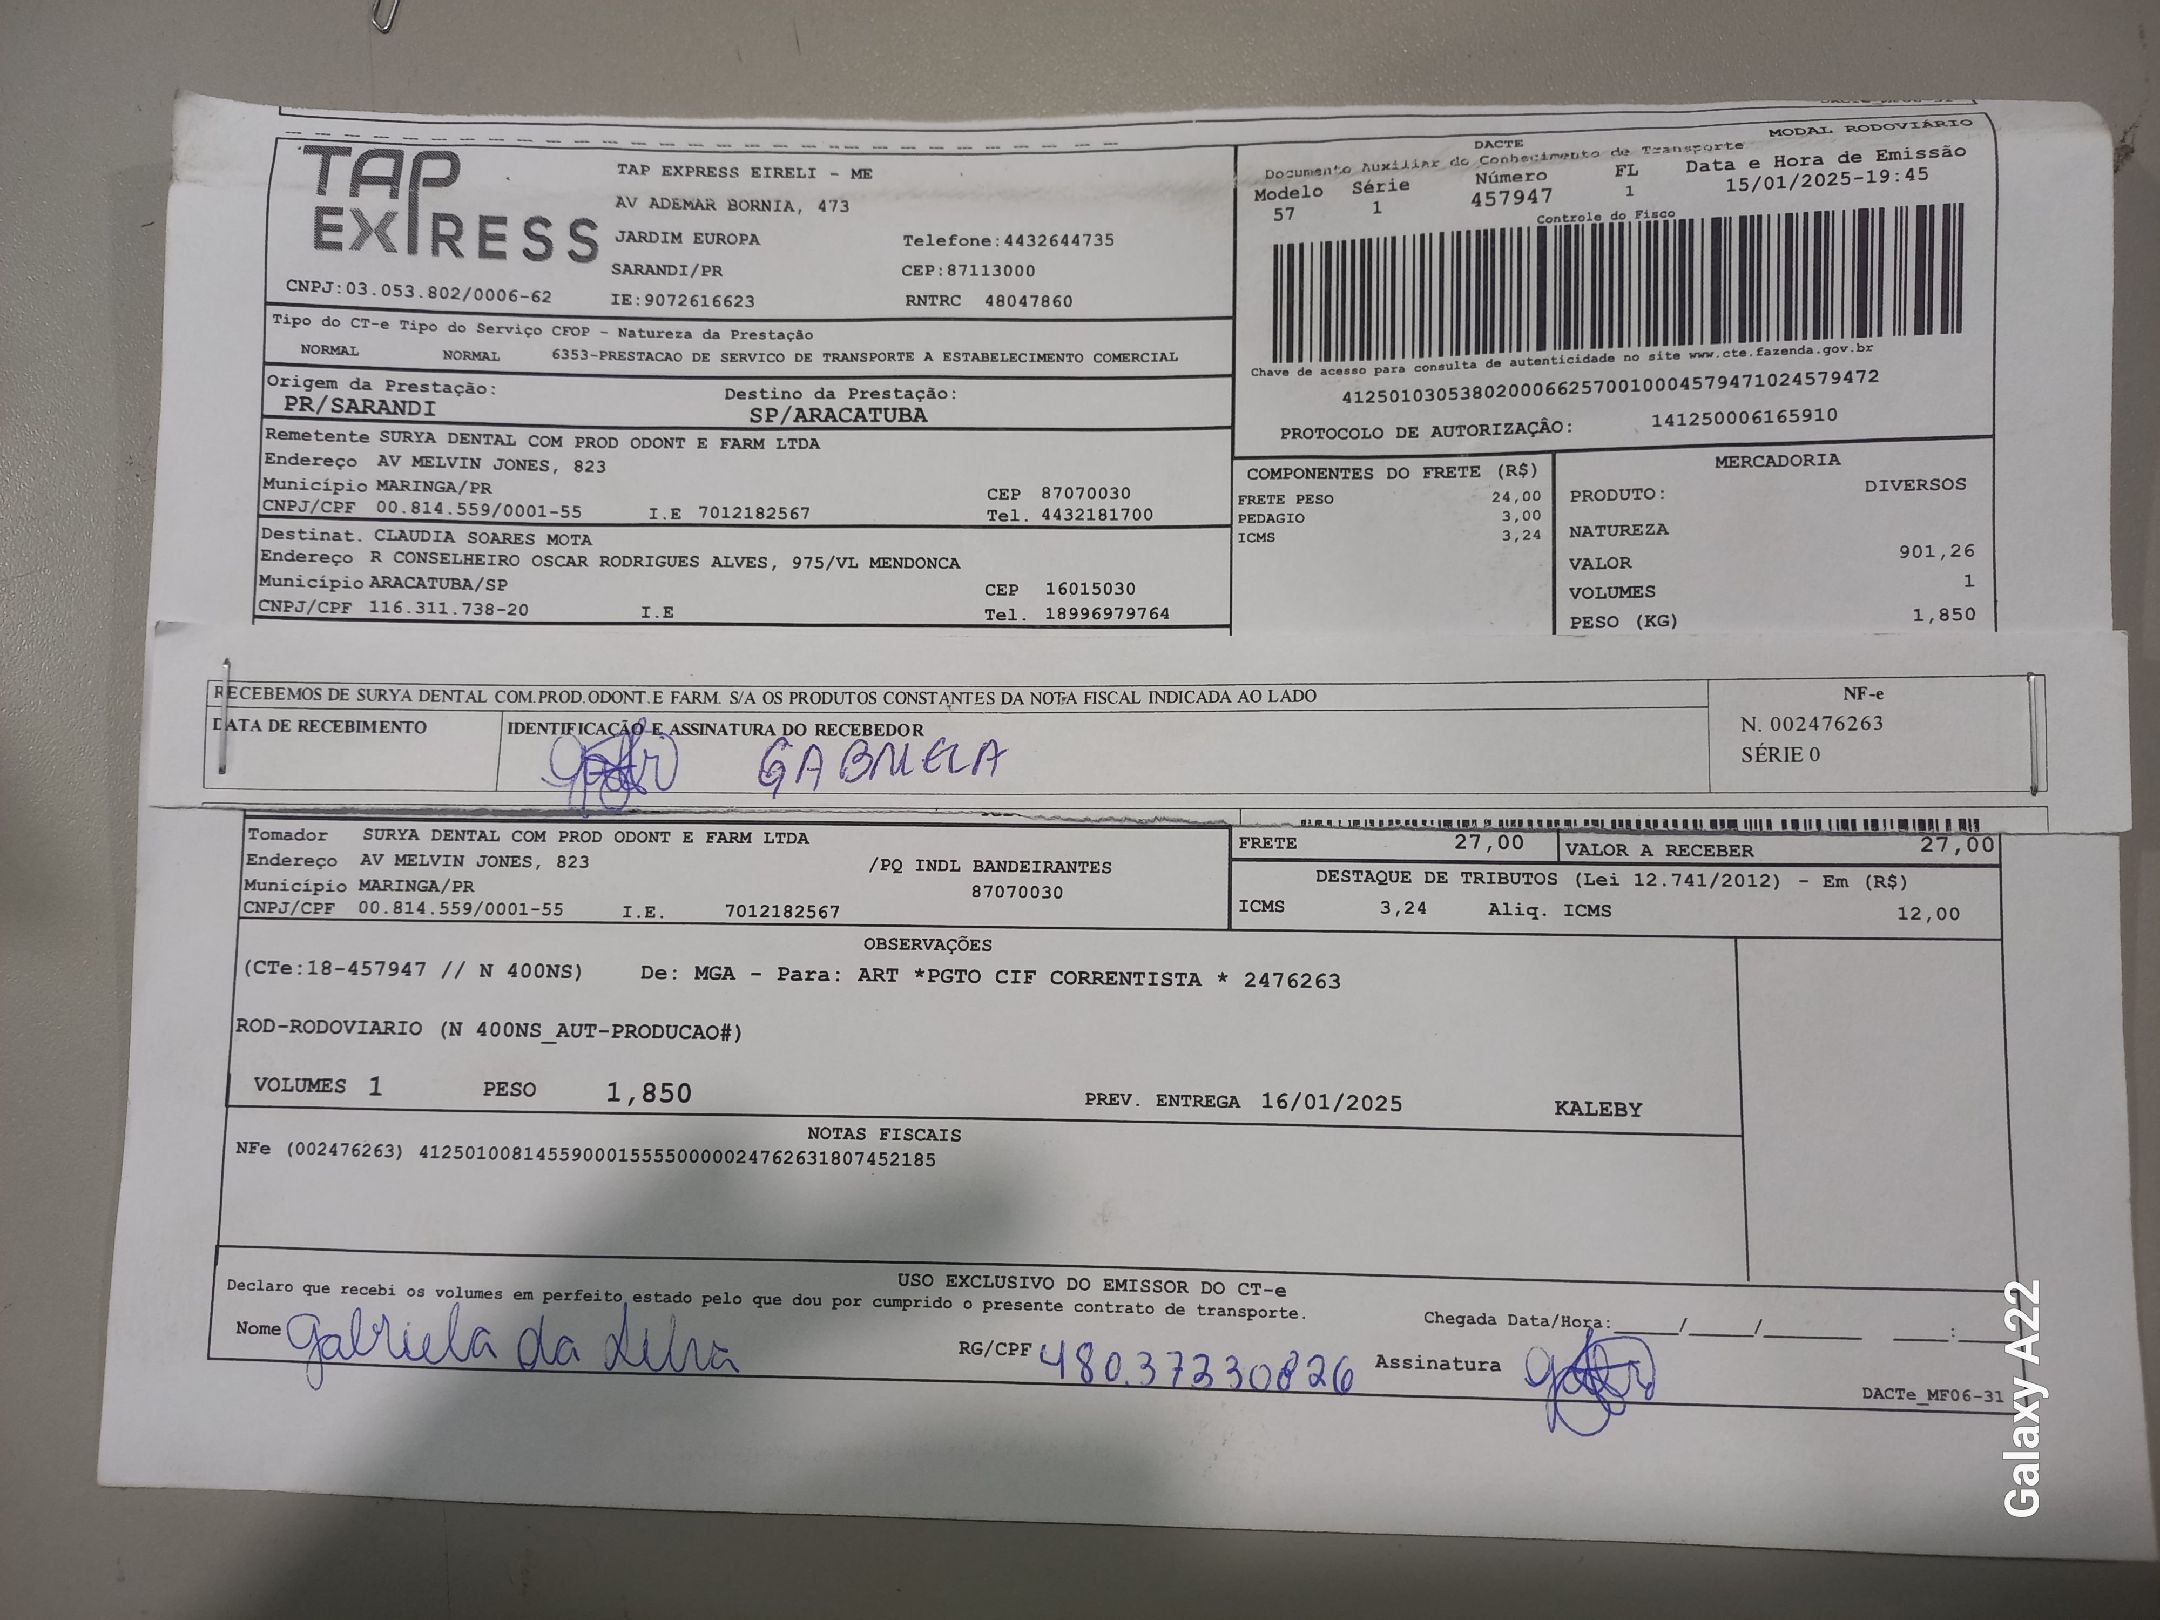 TAP EXPRESS
TAP EXPRESS EIRELI - ME
AV ADEMAR BORNIA, 473
JARDIM EUROPA Telefone:4432644735
SARANDI/PR CEP:87113000
CNPJ:03.053.802/0006-62 IE:9072616623 RNTRC 48047860
DACTE MODAL RODOVIÁRIO
Documento Auxiliar do Conhecimento de Transporte
Modelo Série Número FL Data e Hora de Emissão
57 1 457947 1 15/01/2025-19:45
Controle do Fisco
Chave de acesso para consulta de autenticidade no site www.cte.fazenda.gov.br
41250103053802000662570010004579471024579472
PROTOCOLO DE AUTORIZAÇÂO: 141250006165910
Tipo do CT-e Tipo do Serviço CFOP - Natureza da Prestação
NORMAL NORMAL 6353-PRESTACAO DE SERVICO DE TRANSPORTE A ESTABELECIMENTO COMERCIAL
Origem da Prestação: Destino da Prestação:
PR/SARANDI SP/ARACATUBA
Remetente SURYA DENTAL COM PROD ODONT E FARM LTDA
Endereço AV MELVIN JONES, 823
Município MARINGA/PR CEP 87070030
CNPJ/CPF 00.814.559/0001-55 I.E 7012182567 Tel. 4432181700
Destinat. CLAUDIA SOARES MOTA
Endereço R CONSELHEIRO OSCAR RODRIGUES ALVES, 975/VL MENDONCA
Município ARACATUBA/SP CEP 16015030
CNPJ/CPF 116.311.738-20 I.E Tel. 18996979764
COMPONENTES DO FRETE (R$)
FRETE PESO 24,00
PEDAGIO 3,00
ICMS 3,24
MERCADORIA
PRODUTO: DIVERSOS
NATUREZA
VALOR 901,26
VOLUMES 1
PESO (KG) 1,850
RECEBEMOS DE SURYA DENTAL COM.PROD.ODONT.E FARM. S/A OS PRODUTOS CONSTANTES DA NOTA FISCAL INDICADA AO LADO
DATA DE RECEBIMENTO IDENTIFICAÇÃO E ASSINATURA DO RECEBEDOR
GABRIELA
NF-e
N. 002476263
SÉRIE 0
Tomador SURYA DENTAL COM PROD ODONT E FARM LTDA
Endereço AV MELVIN JONES, 823 /PQ INDL BANDEIRANTES
Município MARINGA/PR 87070030
CNPJ/CPF 00.814.559/0001-55 I.E. 7012182567
FRETE 27,00 VALOR A RECEBER 27,00
DESTAQUE DE TRIBUTOS (Lei 12.741/2012) - Em (R$)
ICMS 3,24 Aliq. ICMS 12,00
OBSERVAÇÕES
(CTe:18-457947 // N 400NS) De: MGA - Para: ART *PGTO CIF CORRENTISTA * 2476263
ROD-RODOVIARIO (N 400NS_AUT-PRODUCAO#)
VOLUMES 1 PESO 1,850 PREV. ENTREGA 16/01/2025 KALEBY
NOTAS FISCAIS
NFe (002476263) 41250100814559000155550000024762631807452185
USO EXCLUSIVO DO EMISSOR DO CT-e
Declaro que recebi os volumes em perfeito estado pelo que dou por cumprido o presente contrato de transporte.
Chegada Data/Hora:____/____/______ ____:____
Nome Gabriela da Silva RG/CPF 480.37330826 Assinatura
DACTe_MF06-31
Galaxy A22